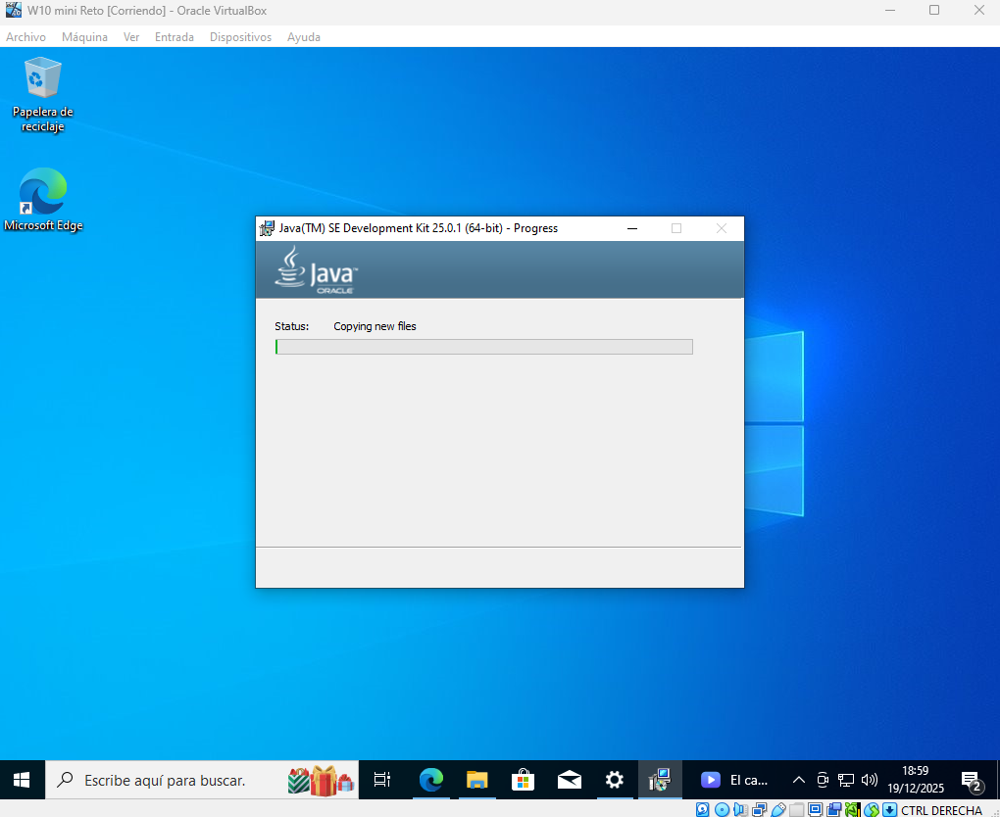 W10 mini Reto [Corriendo] - Oracle VirtualBox
Archivo Máquina Ver Entrada Dispositivos Ayuda
Papelera de
reciclaje
Microsoft Edge
Java(TM) SE Development Kit 25.0.1 (64-bit) - Progress
Java™
ORACLE
Status: Copying new files
Escribe aquí para buscar.
El ca...
18:59
19/12/2025
2
CTRL DERECHA